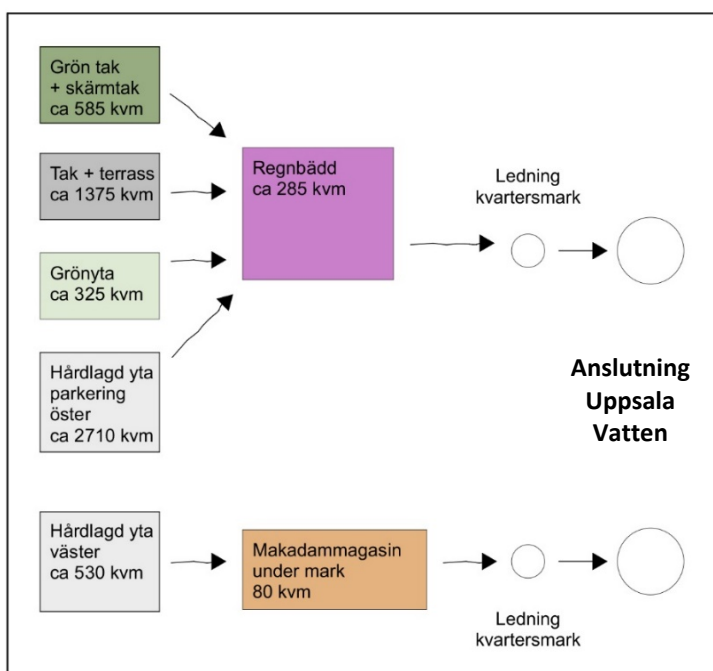 Grön tak
+ skärmtak
ca 585 kvm
Tak + terrass
ca 1375 kvm
Grönyta
ca 325 kvm
Hårdlagd yta
parkering
öster
ca 2710 kvm
Regnbädd
ca 285 kvm
Ledning
kvartersmark
Anslutning
Uppsala
Vatten
Hårdlagd yta
väster
ca 530 kvm
Makadammagasin
under mark
80 kvm
Ledning
kvartersmark